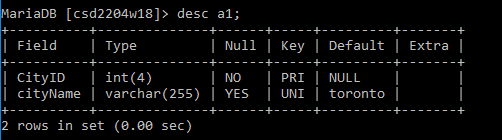 MariaDB [csd2204w18]> desc a1;
+----------+--------------+------+-----+---------+-------+
| Field    | Type         | Null | Key | Default | Extra |
+----------+--------------+------+-----+---------+-------+
| CityID   | int(4)       | NO   | PRI | NULL    |       |
| cityName | varchar(255) | YES  | UNI | toronto |       |
+----------+--------------+------+-----+---------+-------+
2 rows in set (0.00 sec)